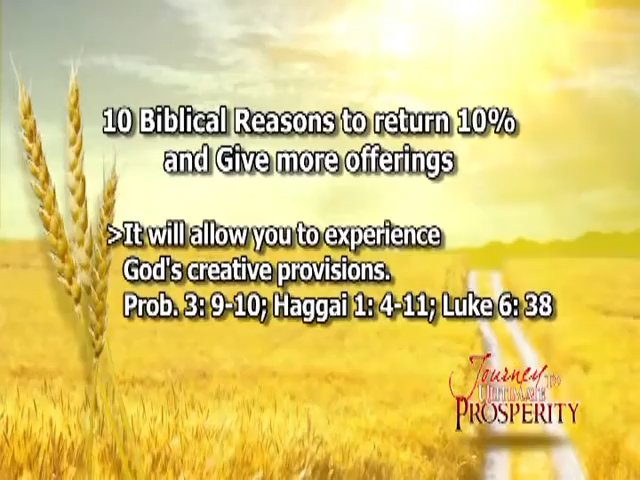 10 Biblical Reasons to return 10%
and Give more offerings
>It will allow you to experience
God's creative provisions.
Prob. 3: 9-10; Haggai 1: 4-11; Luke 6: 38
Journey To
Ultimate
Prosperity